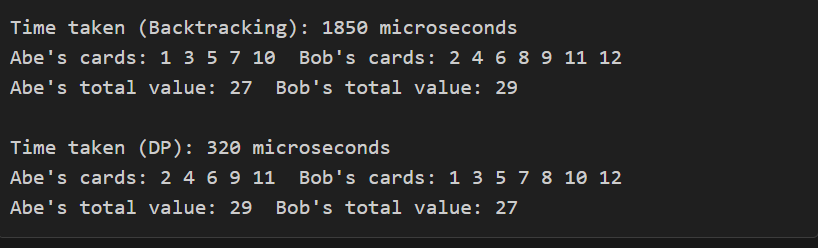 Time taken (Backtracking): 1850 microseconds
Abe's cards: 1 3 5 7 10  Bob's cards: 2 4 6 8 9 11 12
Abe's total value: 27  Bob's total value: 29
Time taken (DP): 320 microseconds
Abe's cards: 2 4 6 9 11  Bob's cards: 1 3 5 7 8 10 12
Abe's total value: 29  Bob's total value: 27